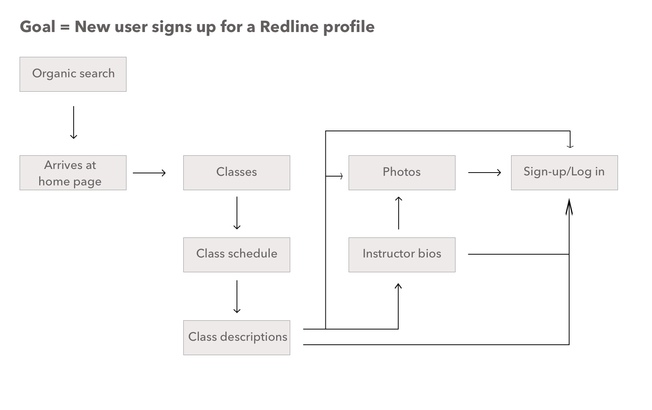 Goal = New user signs up for a Redline profile
Organic search
Arrives at
home page
Classes
Photos
Sign-up/Log in
Class schedule
Instructor bios
Class descriptions